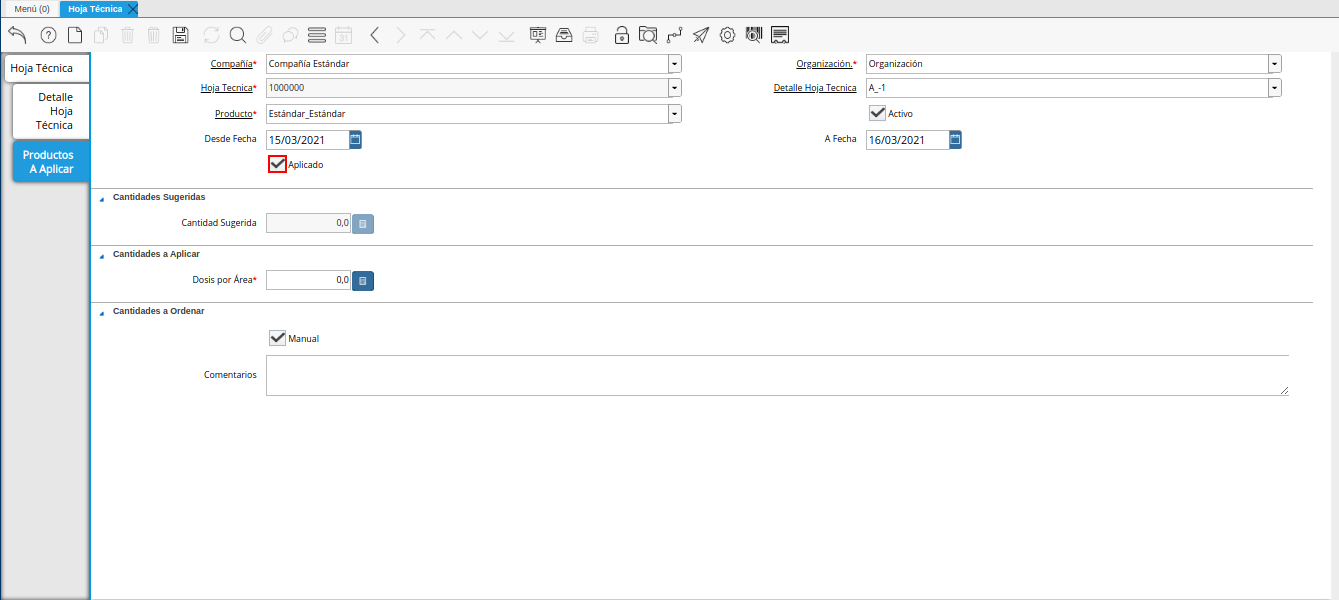 Menú (0)
Hoja Técnica
31
Hoja Técnica
Detalle
Hoja
Técnica
Productos
A Aplicar
Compañía* Compañía Estándar
Organización.* Organización
Hoja Tecnica* 1000000
Detalle Hoja Tecnica A_-1
Producto* Estándar_Estándar
Activo
Desde Fecha 15/03/2021
A Fecha 16/03/2021
Aplicado
Cantidades Sugeridas
Cantidad Sugerida 0,0
Cantidades a Aplicar
Dosis por Área* 0,0
Cantidades a Ordenar
Manual
Comentarios